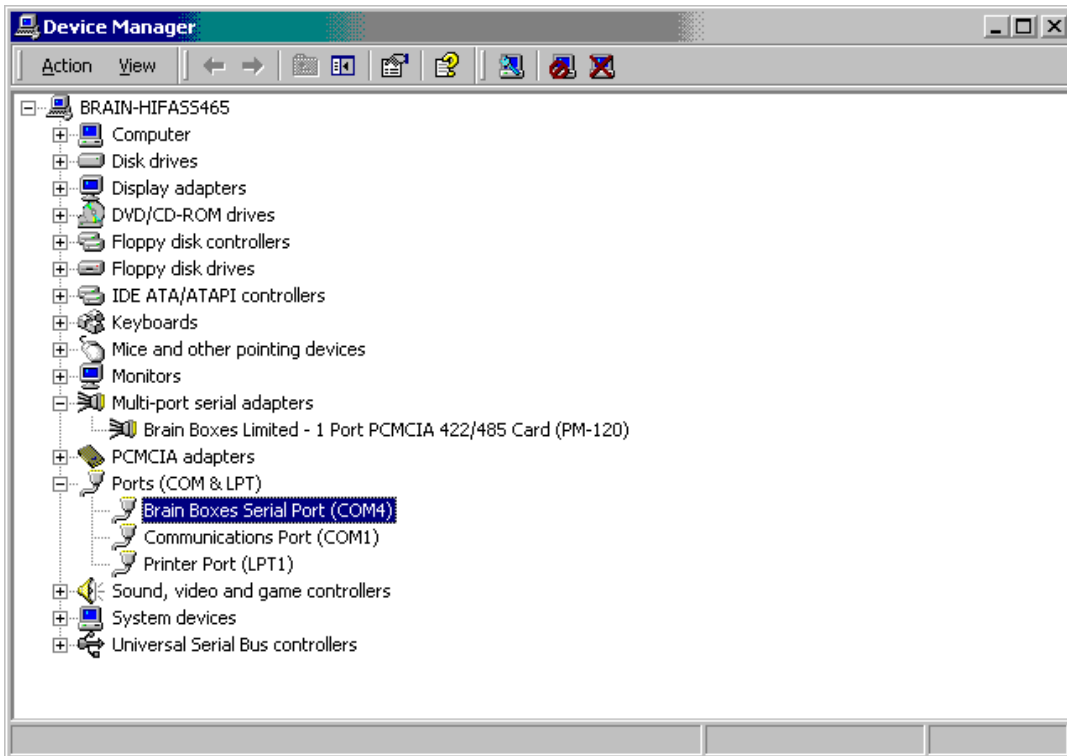 Device Manager
Action View
BRAIN-HIFASS465
Computer
Disk drives
Display adapters
DVD/CD-ROM drives
Floppy disk controllers
Floppy disk drives
IDE ATA/ATAPI controllers
Keyboards
Mice and other pointing devices
Monitors
Multi-port serial adapters
Brain Boxes Limited - 1 Port PCMCIA 422/485 Card (PM-120)
PCMCIA adapters
Ports (COM & LPT)
Brain Boxes Serial Port (COM4)
Communications Port (COM1)
Printer Port (LPT1)
Sound, video and game controllers
System devices
Universal Serial Bus controllers